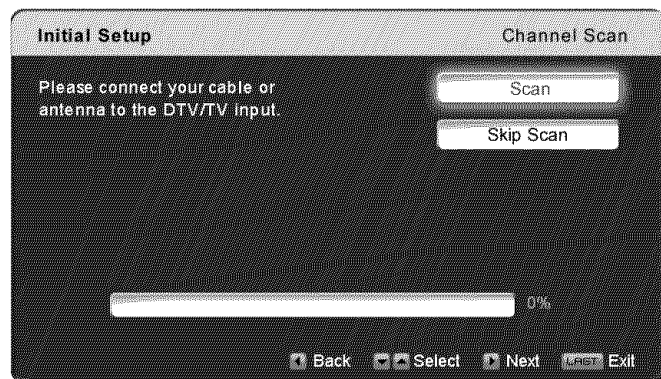 Initial Setup
Channel Scan
Please connect your cable or
antenna to the DTV/TV input.
Scan
Skip Scan
0%
Back Select Next LAST Exit